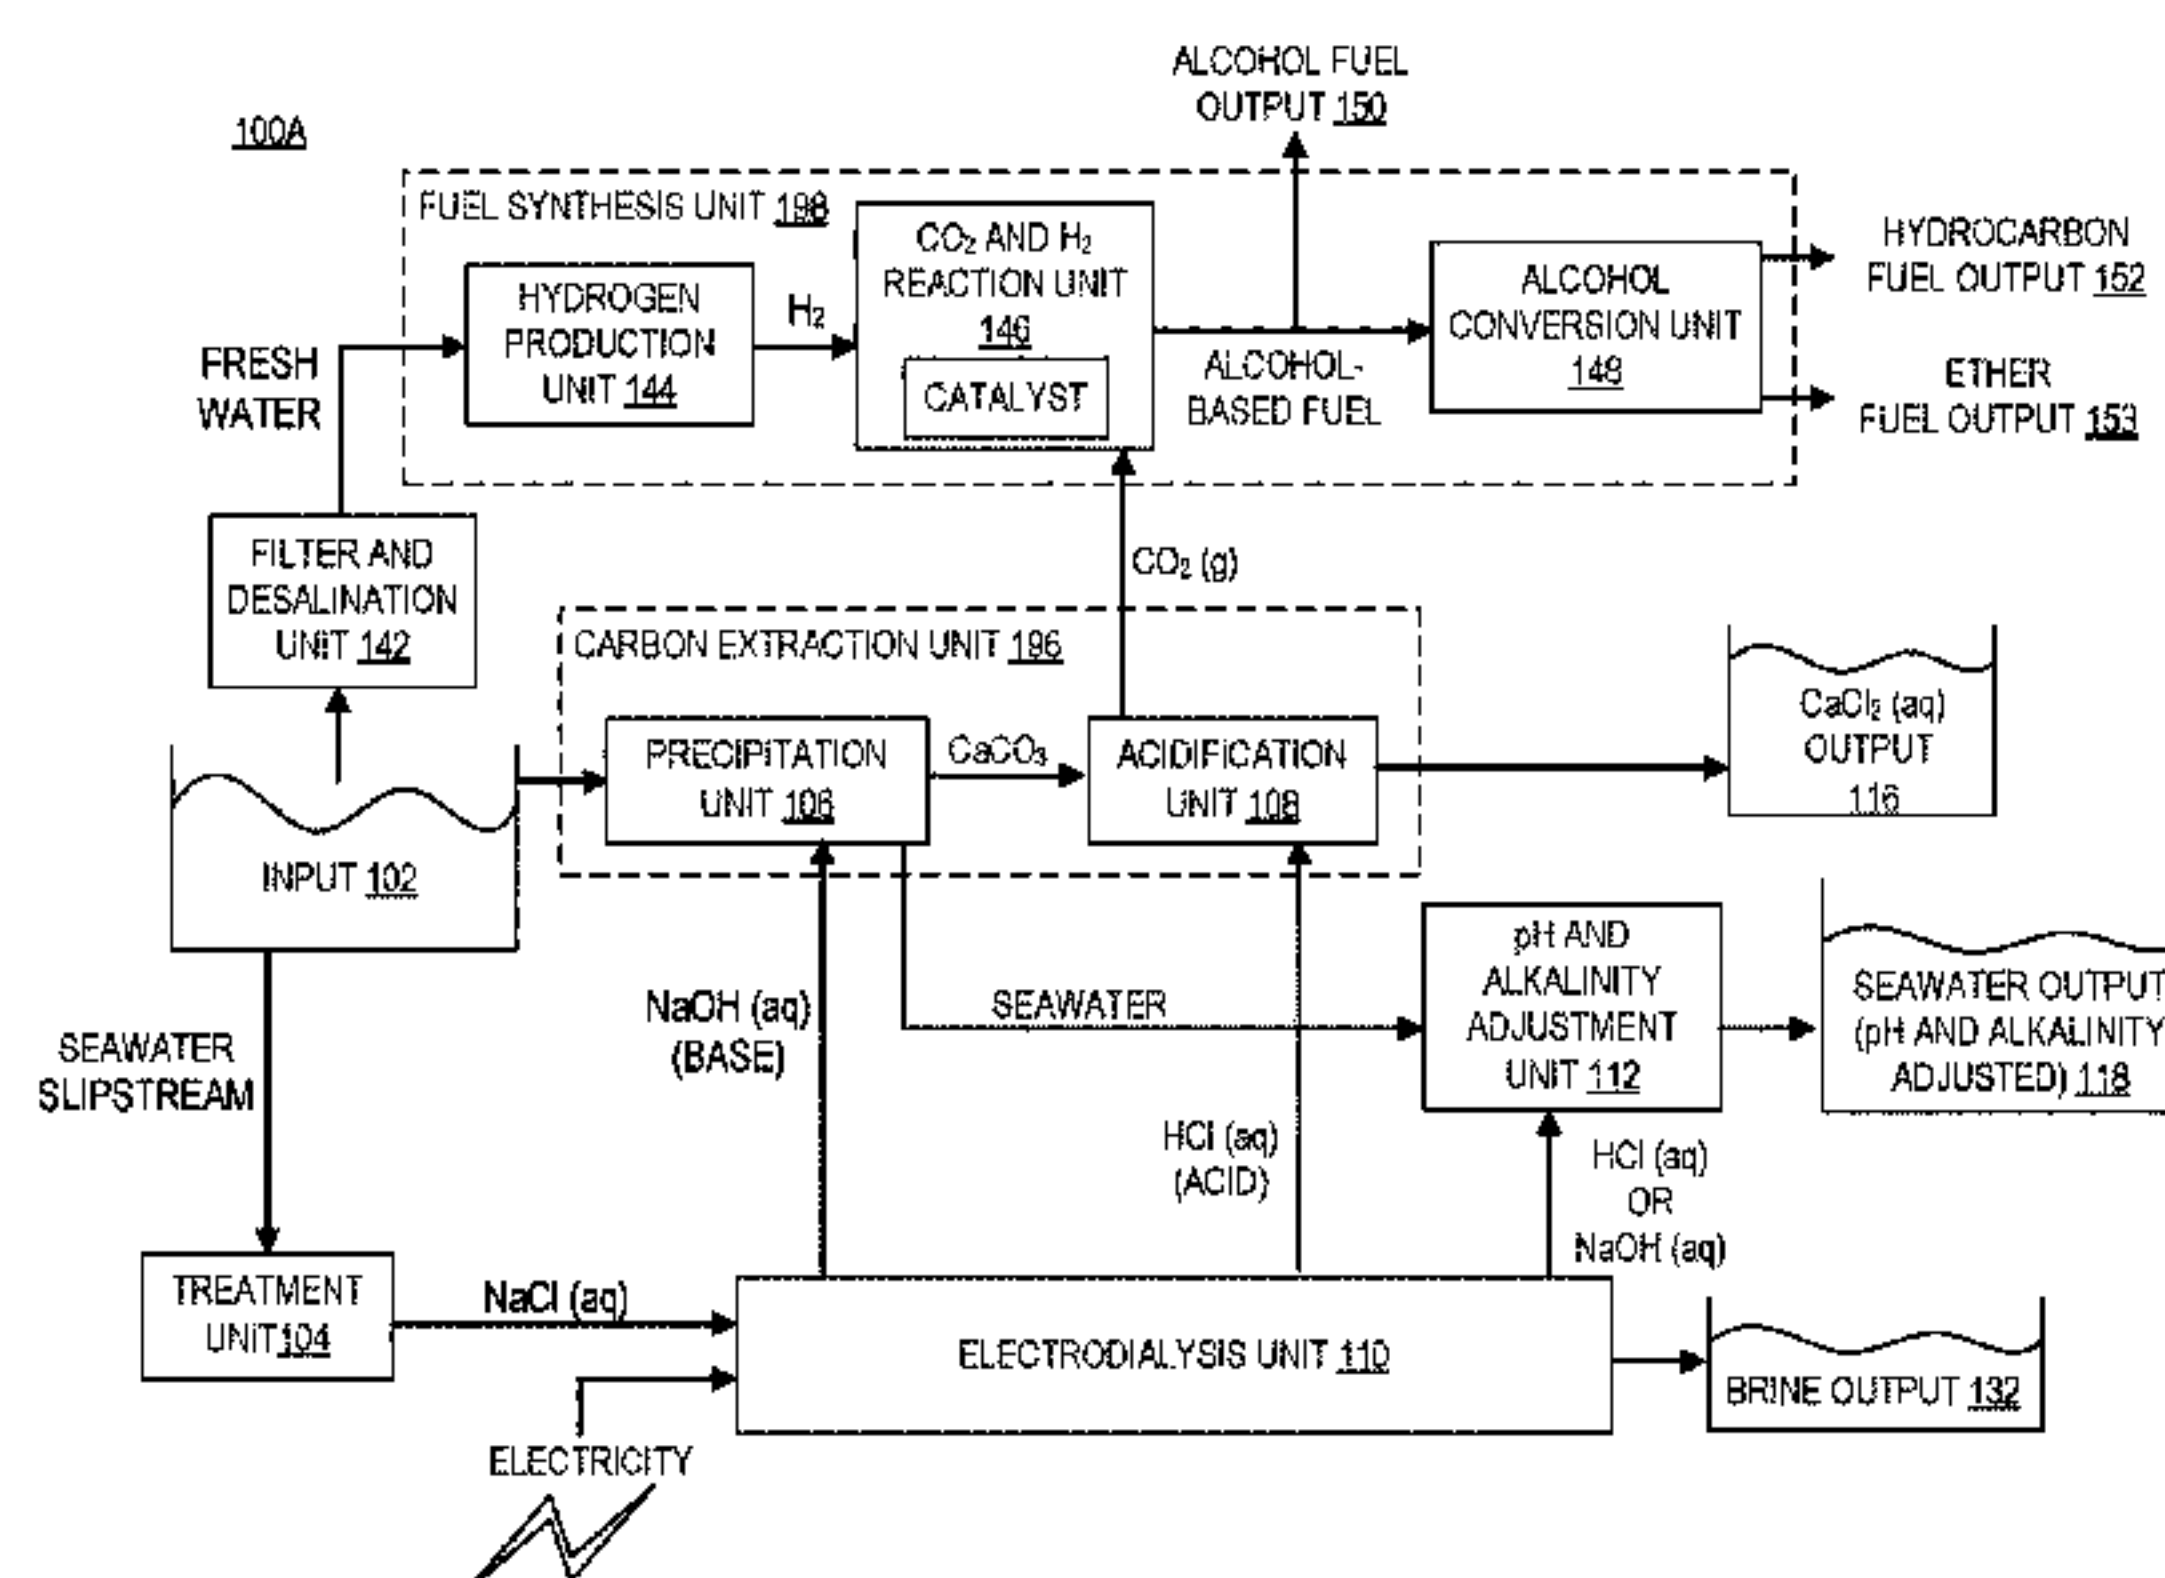 100A
ALCOHOL FUEL
OUTPUT 150
FUEL SYNTHESIS UNIT 198
HYDROGEN
PRODUCTION
UNIT 144
H₂
CO₂ AND H₂
REACTION UNIT
146
CATALYST
ALCOHOL-
BASED FUEL
ALCOHOL
CONVERSION UNIT
148
HYDROCARBON
FUEL OUTPUT 152
ETHER
FUEL OUTPUT 153
FRESH
WATER
FILTER AND
DESALINATION
UNIT 142
CO₂ (g)
CARBON EXTRACTION UNIT 196
PRECIPITATION
UNIT 106
CaCO₃
ACIDIFICATION
UNIT 108
CaCl₂ (aq)
OUTPUT
116
INPUT 102
pH AND
ALKALINITY
ADJUSTMENT
UNIT 112
SEAWATER OUTPUT
(pH AND ALKALINITY
ADJUSTED) 118
NaOH (aq)
(BASE)
SEAWATER
SEAWATER
SLIPSTREAM
HCl (aq)
(ACID)
HCl (aq)
OR
NaOH (aq)
TREATMENT
UNIT 104
NaCl (aq)
ELECTRODIALYSIS UNIT 110
BRINE OUTPUT 132
ELECTRICITY